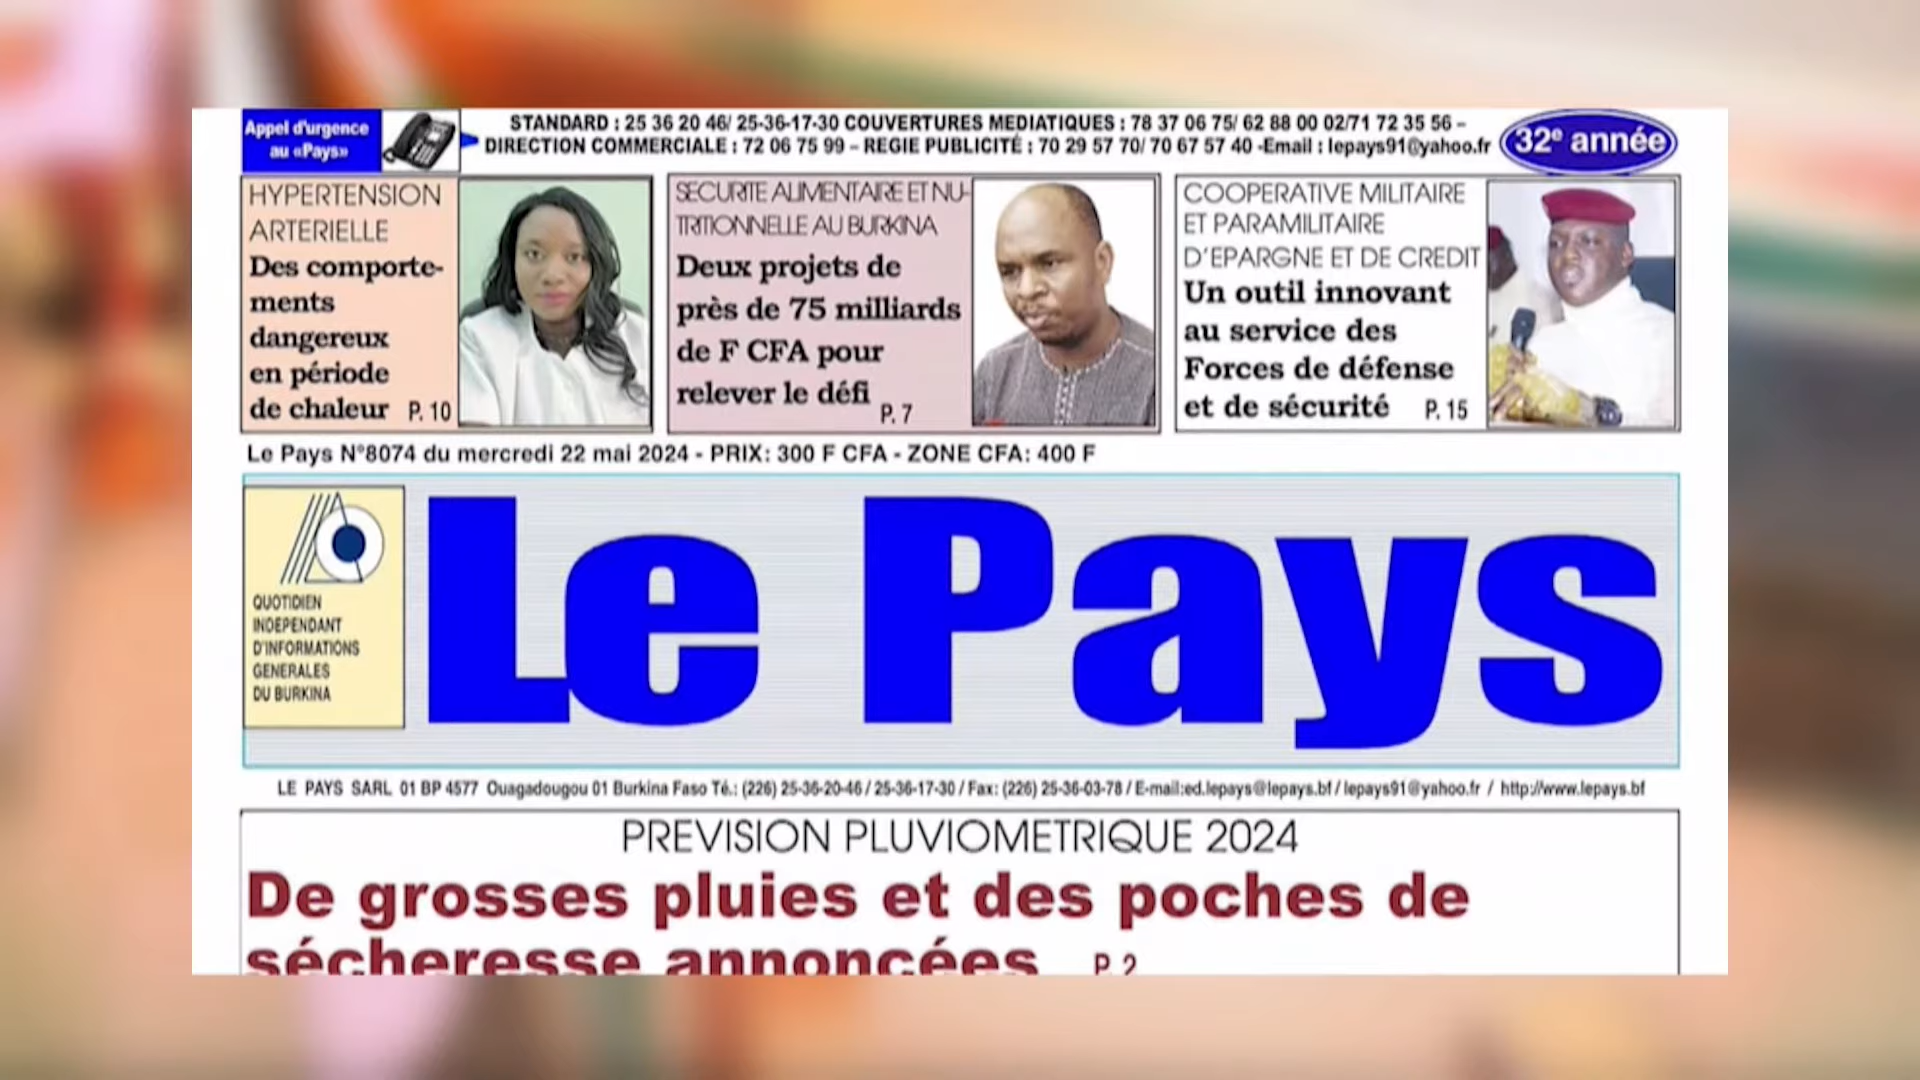 Appel d'urgence
au «Pays»
STANDARD : 25 36 20 46/ 25-36-17-30 COUVERTURES MEDIATIQUES : 78 37 06 75/ 62 88 00 02/71 72 35 56 –
DIRECTION COMMERCIALE : 72 06 75 99 – REGIE PUBLICITÉ : 70 29 57 70/ 70 67 57 40 -Email : lepays91@yahoo.fr
32e année
HYPERTENSION
ARTERIELLE
Des comporte-
ments
dangereux
en période
de chaleur P. 10
SECURITE ALIMENTAIRE ET NU-
TRITIONNELLE AU BURKINA
Deux projets de
près de 75 milliards
de F CFA pour
relever le défi
P. 7
COOPERATIVE MILITAIRE
ET PARAMILITAIRE
D'EPARGNE ET DE CREDIT
Un outil innovant
au service des
Forces de défense
et de sécurité P. 15
Le Pays N°8074 du mercredi 22 mai 2024 - PRIX: 300 F CFA - ZONE CFA: 400 F
QUOTIDIEN
INDEPENDANT
D'INFORMATIONS
GENERALES
DU BURKINA
Le Pays
LE PAYS SARL 01 BP 4577 Ouagadougou 01 Burkina Faso Té.: (226) 25-36-20-46 / 25-36-17-30 / Fax: (226) 25-36-03-78 / E-mail:ed.lepays@lepays.bf / lepays91@yahoo.fr / http://www.lepays.bf
PREVISION PLUVIOMETRIQUE 2024
De grosses pluies et des poches de
sécheresse annoncées P. 2